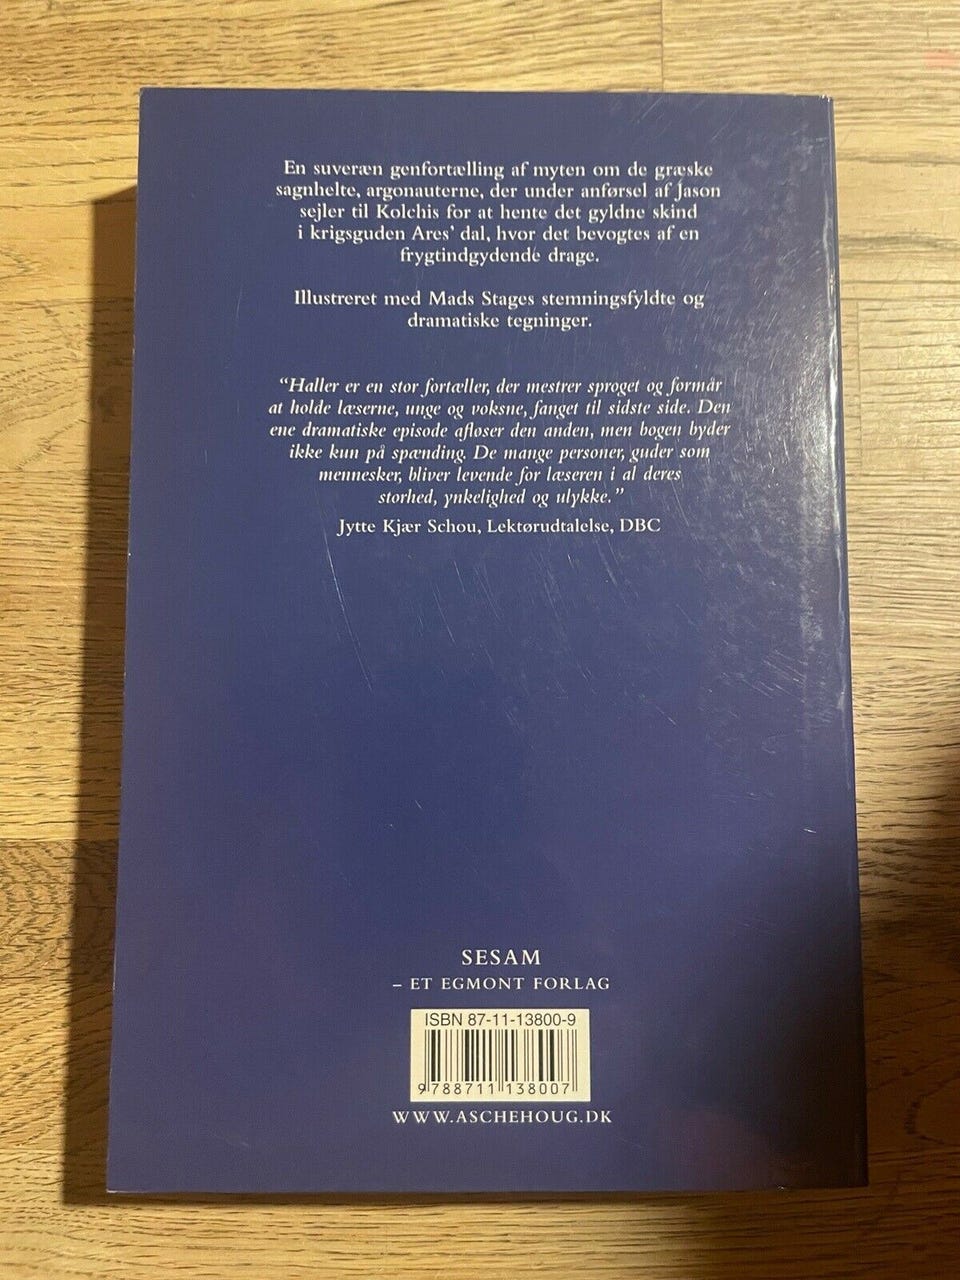 En suveræn genfortælling af myten om de græske
sagnhelte, argonauterne, der under anførsel af Jason
sejler til Kolchis for at hente det gyldne skind
i krigsguden Ares' dal, hvor det bevogtes af en
frygtindgydende drage.
Illustreret med Mads Stages stemningsfyldte og
dramatiske tegninger.
"Haller er en stor fortæller, der mestrer sproget og formår
at holde læserne, unge og voksne, fanget til sidste side. Den
ene dramatiske episode afløser den anden, men bogen byder
ikke kun på spænding. De mange personer, guder som
mennesker, bliver levende for læseren i al deres
storhed, ynkelighed og ulykke."
Jytte Kjær Schou, Lektørudtalelse, DBC
SESAM
– ET EGMONT FORLAG
ISBN 87-11-13800-9
9788711138007
WWW.ASCHEHOUG.DK